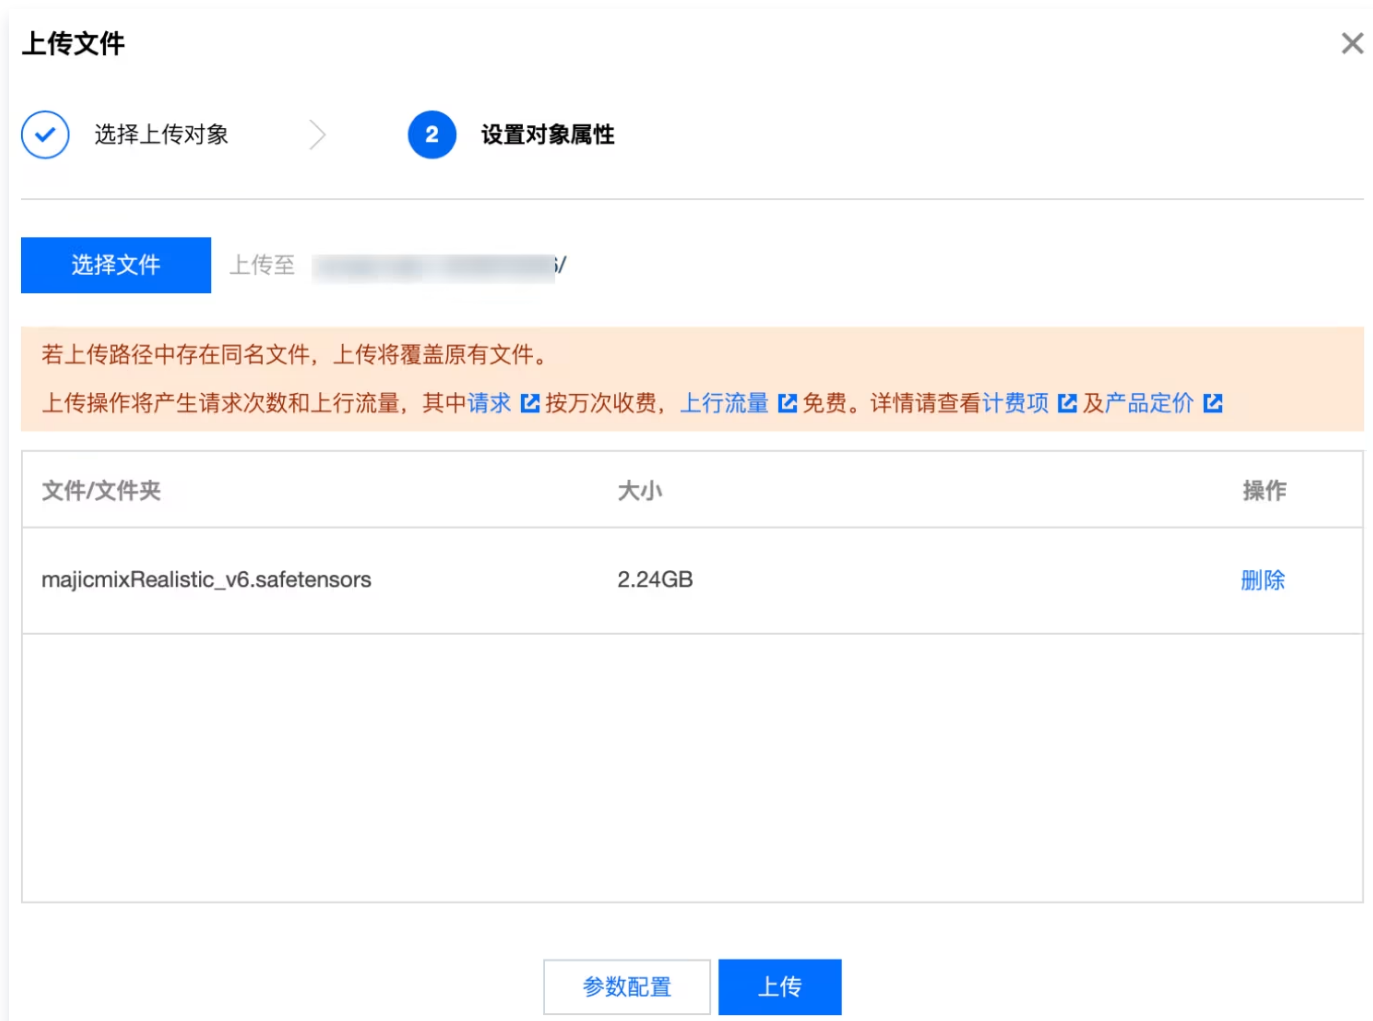 上传文件
选择上传对象
2 设置对象属性
选择文件 上传至 /
若上传路径中存在同名文件，上传将覆盖原有文件。
上传操作将产生请求次数和上行流量，其中请求 按万次收费，上行流量 免费。详情请查看计费项 及产品定价
文件/文件夹 大小 操作
majicmixRealistic_v6.safetensors 2.24GB 删除
参数配置 上传